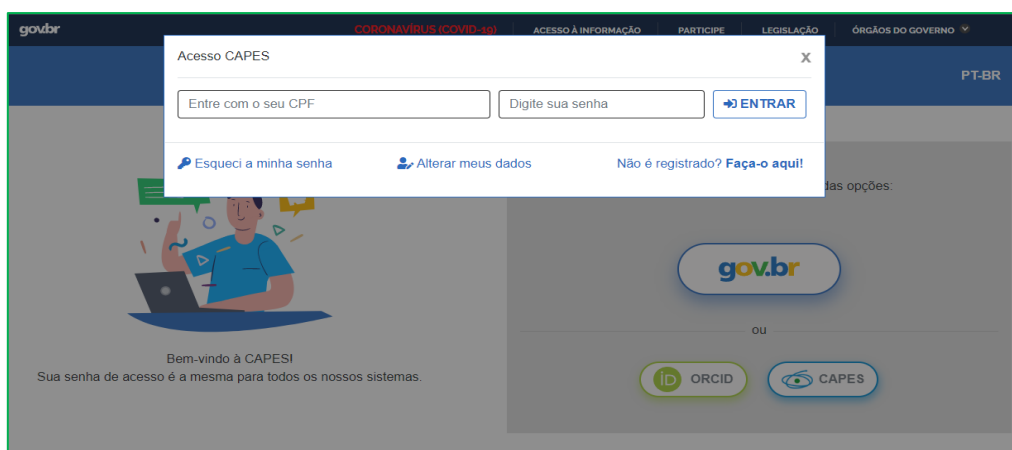 gov.br
CORONAVÍRUS (COVID-19)
ACESSO À INFORMAÇÃO
PARTICIPE
LEGISLAÇÃO
ÓRGÃOS DO GOVERNO
Acesso CAPES
X
PT-BR
Entre com o seu CPF
Digite sua senha
ENTRAR
Esqueci a minha senha
Alterar meus dados
Não é registrado? Faça-o aqui!
das opções:
gov.br
ou
Bem-vindo à CAPES!
Sua senha de acesso é a mesma para todos os nossos sistemas.
iD ORCID
CAPES